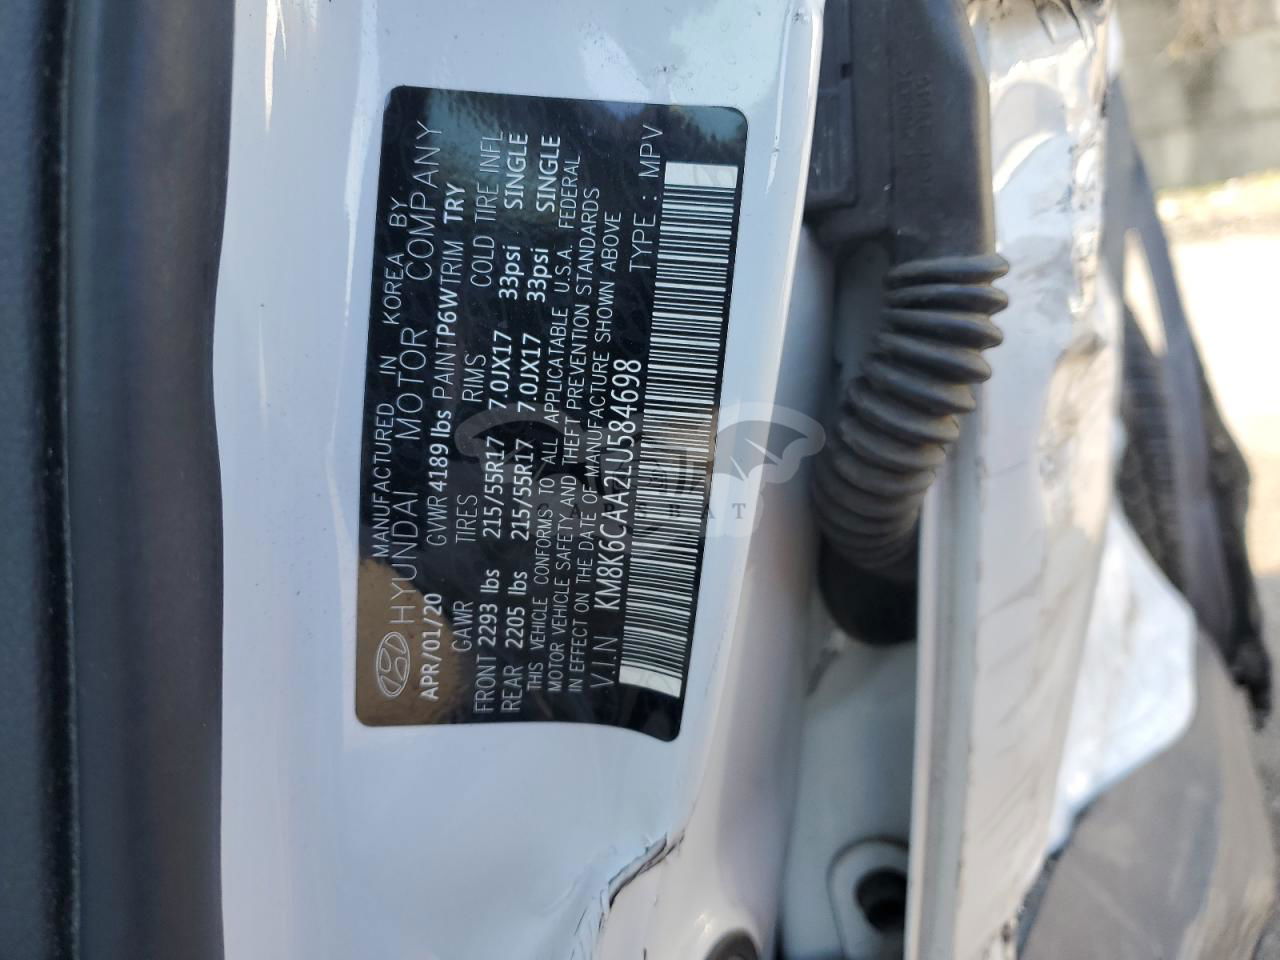 MANUFACTURED IN KOREA BY
HYUNDAI MOTOR COMPANY
APR/01/20 GVWR 4189 lbs PAINT P6W TRIM TRY
GAWR TIRES RIMS COLD TIRE INFL
FRONT 2293 lbs 215/55R17 7.0JX17 33psi SINGLE
REAR 2205 lbs 215/55R17 7.0JX17 33psi SINGLE
THIS VEHICLE CONFORMS TO ALL APPLICABLE U.S.A. FEDERAL
MOTOR VEHICLE SAFETY AND THEFT PREVENTION STANDARDS
IN EFFECT ON THE DATE OF MANUFACTURE SHOWN ABOVE
V.I.N KM8K6CAA2LU584698 TYPE : MPV